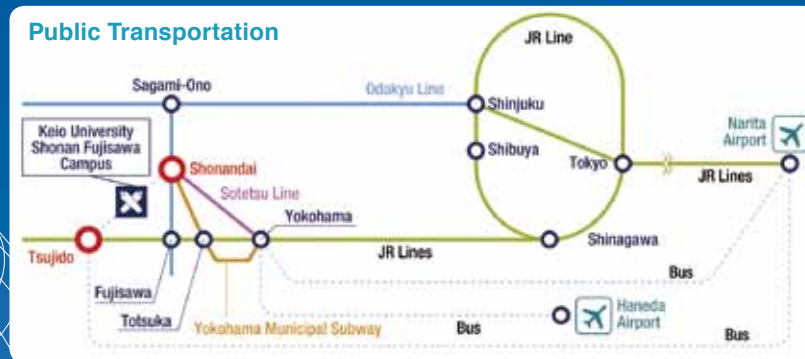 Public Transportation
JR Line
Sagami-Ono
Odakyu Line
Shinjuku
Keio University
Shonan Fujisawa
Campus
Narita
Airport
Shibuya
Tokyo
Shonandai
JR Lines
Sotetsu Line
Yokohama
Tsujido
JR Lines
Shinagawa
Bus
Fujisawa
Totsuka
Yokohama Municipal Subway
Bus
Haneda
Airport
Bus